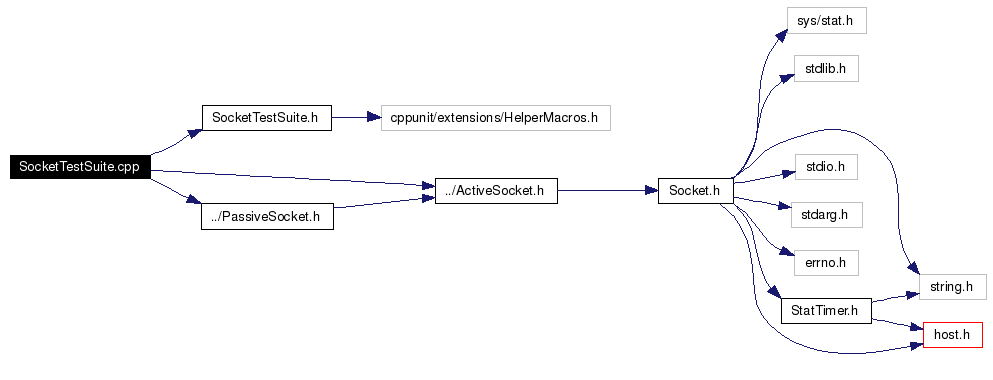 sys/stat.h
stdlib.h
SocketTestSuite.h
cppunit/extensions/HelperMacros.h
SocketTestSuite.cpp
stdio.h
../ActiveSocket.h
Socket.h
../PassiveSocket.h
stdarg.h
errno.h
string.h
StatTimer.h
host.h